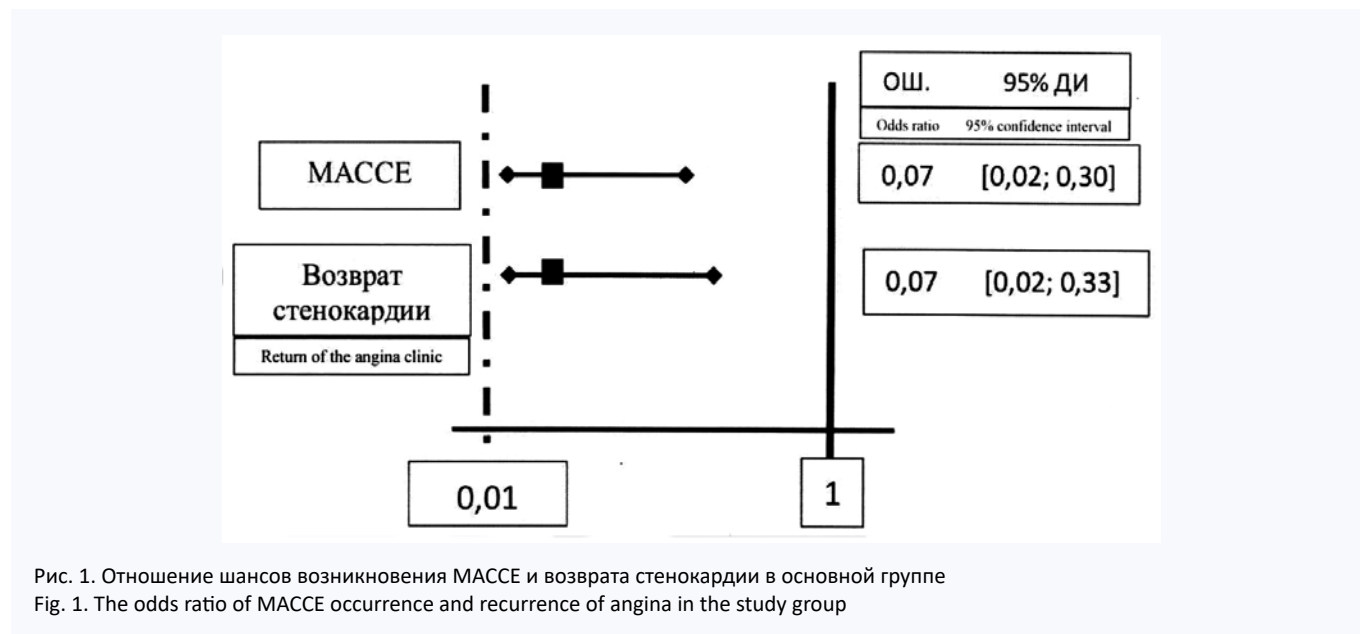 ОШ. 95% ДИ
Odds ratio 95% confidence interval
МАССЕ
0,07 [0,02; 0,30]
Возврат
стенокардии
Return of the angina clinic
0,07 [0,02; 0,33]
0,01
1
Рис. 1. Отношение шансов возникновения МАССЕ и возврата стенокардии в основной группе
Fig. 1. The odds ratio of MACCE occurrence and recurrence of angina in the study group